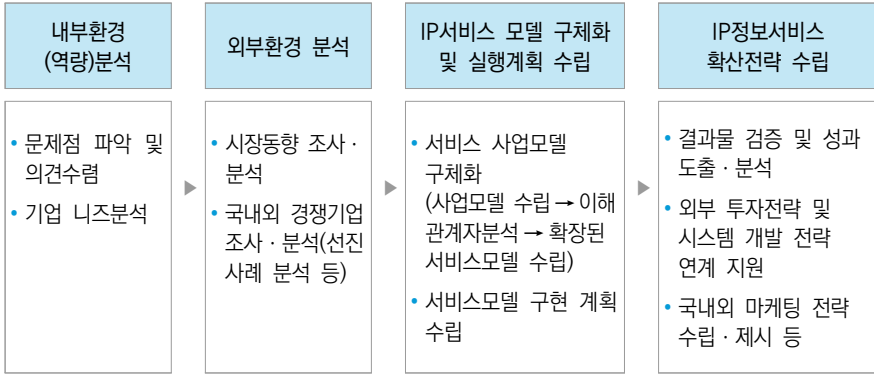 내부환경
(역량)분석
• 문제점 파악 및
의견수렴
• 기업 니즈분석
외부환경 분석
• 시장동향 조사 ·
분석
• 국내외 경쟁기업
조사 · 분석(선진
사례 분석 등)
IP서비스 모델 구체화
및 실행계획 수립
• 서비스 사업모델
구체화
(사업모델 수립 → 이해
관계자분석 → 확장된
서비스모델 수립)
• 서비스모델 구현 계획
수립
IP정보서비스
확산전략 수립
• 결과물 검증 및 성과
도출 · 분석
• 외부 투자전략 및
시스템 개발 전략
연계 지원
• 국내외 마케팅 전략
수립 · 제시 등